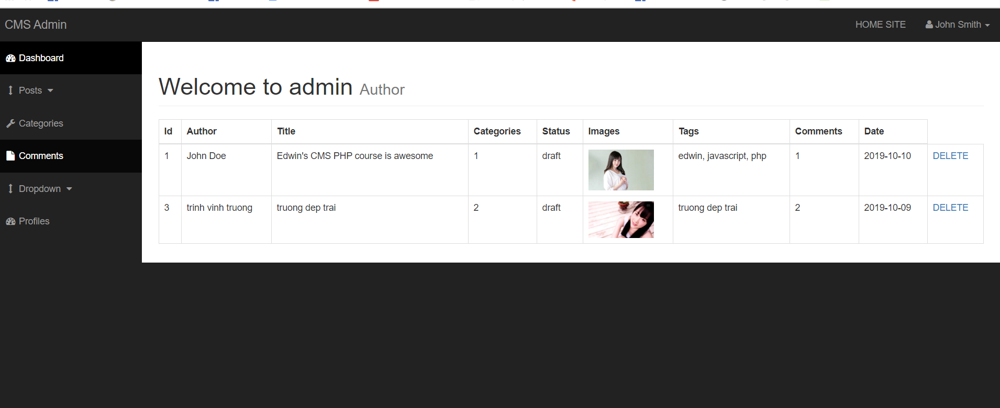 CMS Admin
HOME SITE
John Smith
Dashboard
Posts
Categories
Comments
Dropdown
Profiles
Welcome to admin Author
Id Author Title Categories Status Images Tags Comments Date
1 John Doe Edwin's CMS PHP course is awesome 1 draft edwin, javascript, php 1 2019-10-10 DELETE
3 trinh vinh truong truong dep trai 2 draft truong dep trai 2 2019-10-09 DELETE